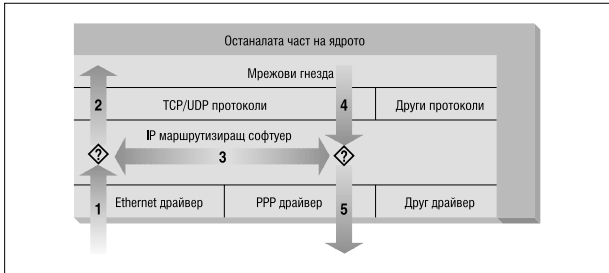 Останалата част на ядрото
Мрежови гнезда
2 TCP/UDP протоколи 4 Други протоколи
IP маршрутизиращ софтуер
? 3 ?
1 Ethernet драйвер PPP драйвер 5 Друг драйвер